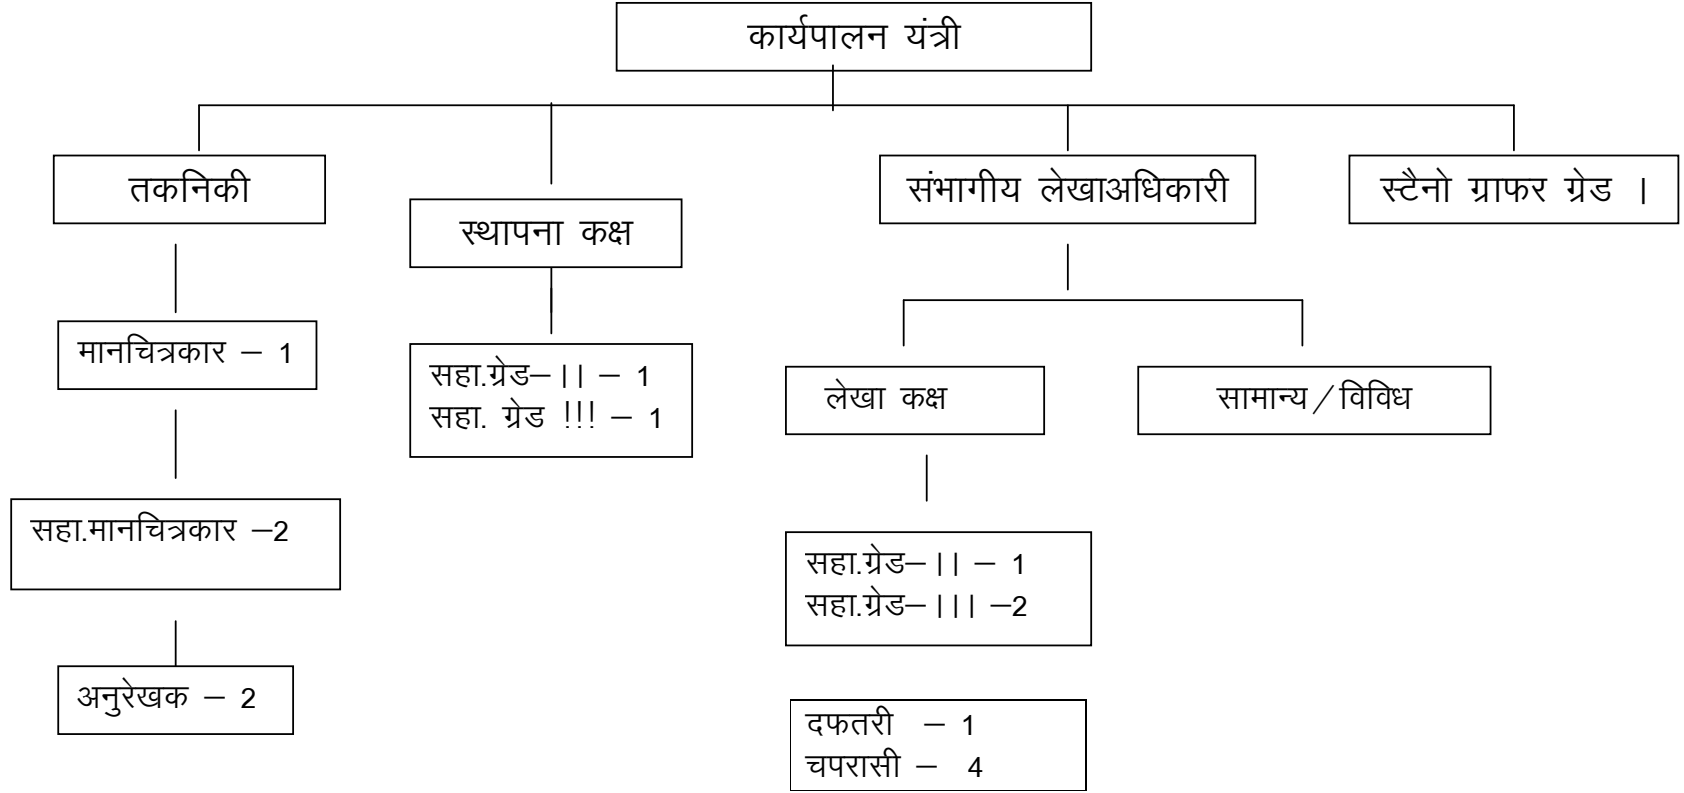 कार्यपालन यंत्री
तकनिकी
स्थापना कक्ष
संभागीय लेखाअधिकारी
स्टैनो ग्राफर ग्रेड ।
मानचित्रकार – 1
सहा.ग्रेड–।। – 1
सहा. ग्रेड !!! – 1
लेखा कक्ष
सामान्य/विविध
सहा.मानचित्रकार –2
सहा.ग्रेड–।। – 1
सहा.ग्रेड–।।। –2
अनुरेखक – 2
दफतरी – 1
चपरासी – 4